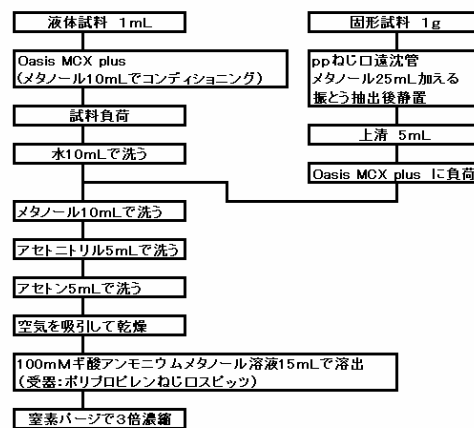 液体試料 1mL
Oasis MCX plus
(メタノール10mLでコンディショニング)
試料負荷
水10mLで洗う
固形試料 1g
ppねじ口遠沈管
メタノール25mL加える
振とう抽出後静置
上清 5mL
Oasis MCX plus に負荷
メタノール10mLで洗う
アセトニトリル5mLで洗う
アセトン5mLで洗う
空気を吸引して乾燥
100mMギ酸アンモニウムメタノール溶液15mLで溶出
(受器:ポリプロピレンねじ口スピッツ)
窒素パージで3倍濃縮